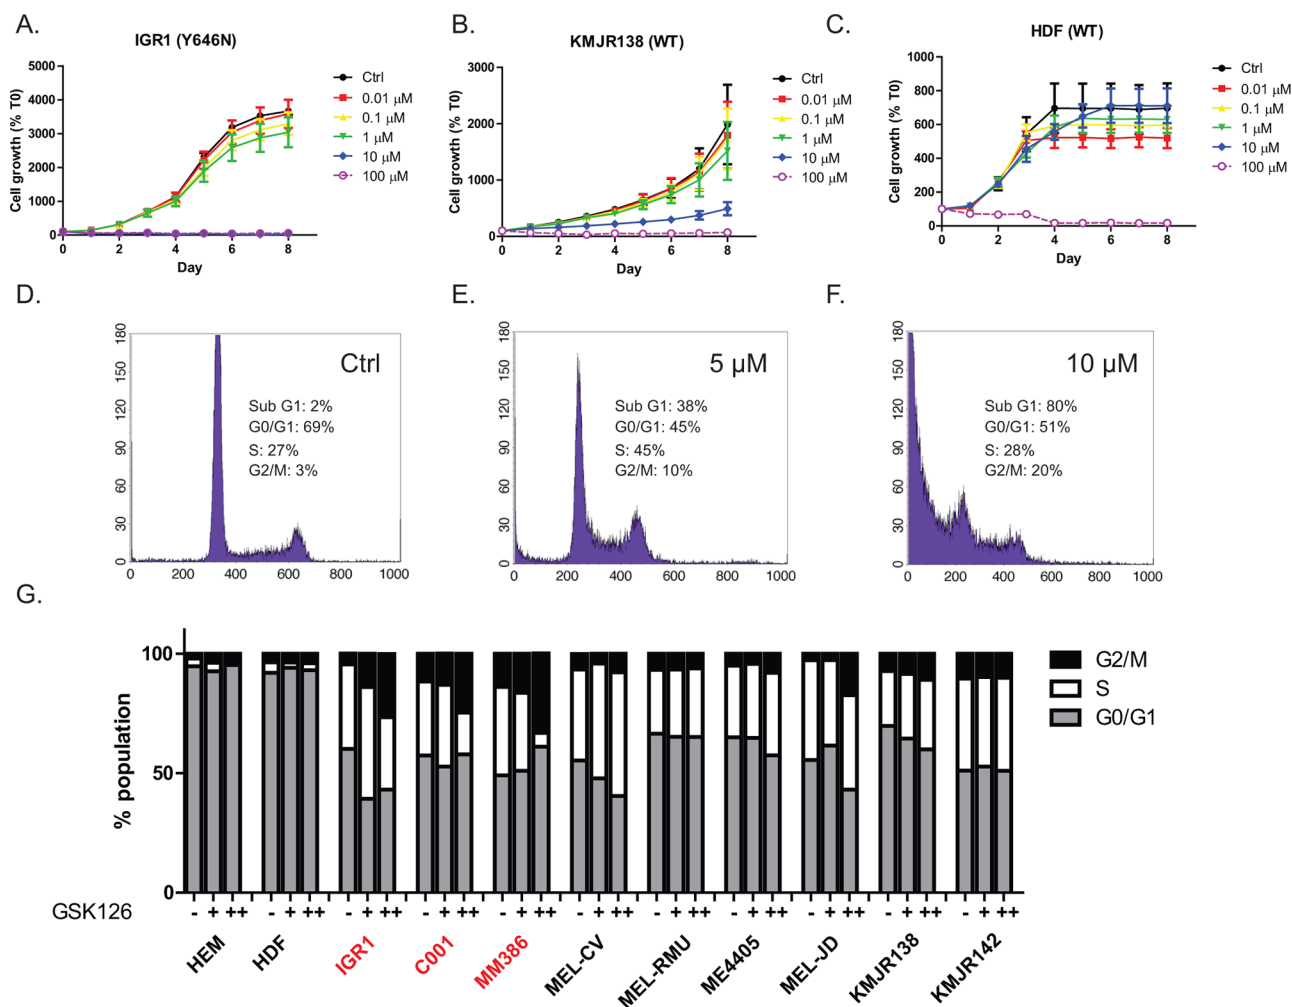 A.
IGR1 (Y646N)
Cell growth (% T0)
5000
4000
3000
2000
1000
0
0 2 4 6 8
Day
Ctrl
0.01 µM
0.1 µM
1 µM
10 µM
100 µM
B.
KMJR138 (WT)
Cell growth (% T0)
3000
2000
1000
0
0 2 4 6 8
Day
Ctrl
0.01 µM
0.1 µM
1 µM
10 µM
100 µM
C.
HDF (WT)
Cell growth (% T0)
1000
800
600
400
200
0
0 2 4 6 8
Day
Ctrl
0.01 µM
0.1 µM
1 µM
10 µM
100 µM
D.
180
150
120
90
60
30
0
0 200 400 600 800 1000
Ctrl
Sub G1: 2%
G0/G1: 69%
S: 27%
G2/M: 3%
E.
180
150
120
90
60
30
0
0 200 400 600 800 1000
5 µM
Sub G1: 38%
G0/G1: 45%
S: 45%
G2/M: 10%
F.
180
150
120
90
60
30
0
0 200 400 600 800 1000
10 µM
Sub G1: 80%
G0/G1: 51%
S: 28%
G2/M: 20%
G.
% population
100
50
0
G2/M
S
G0/G1
GSK126
- + ++ - + ++ - + ++ - + ++ - + ++ - + ++ - + ++ - + ++ - + ++ - + ++ - + ++
HEM HDF IGR1 C001 MM386 MEL-CV MEL-RMU ME4405 MEL-JD KMJR138 KMJR142